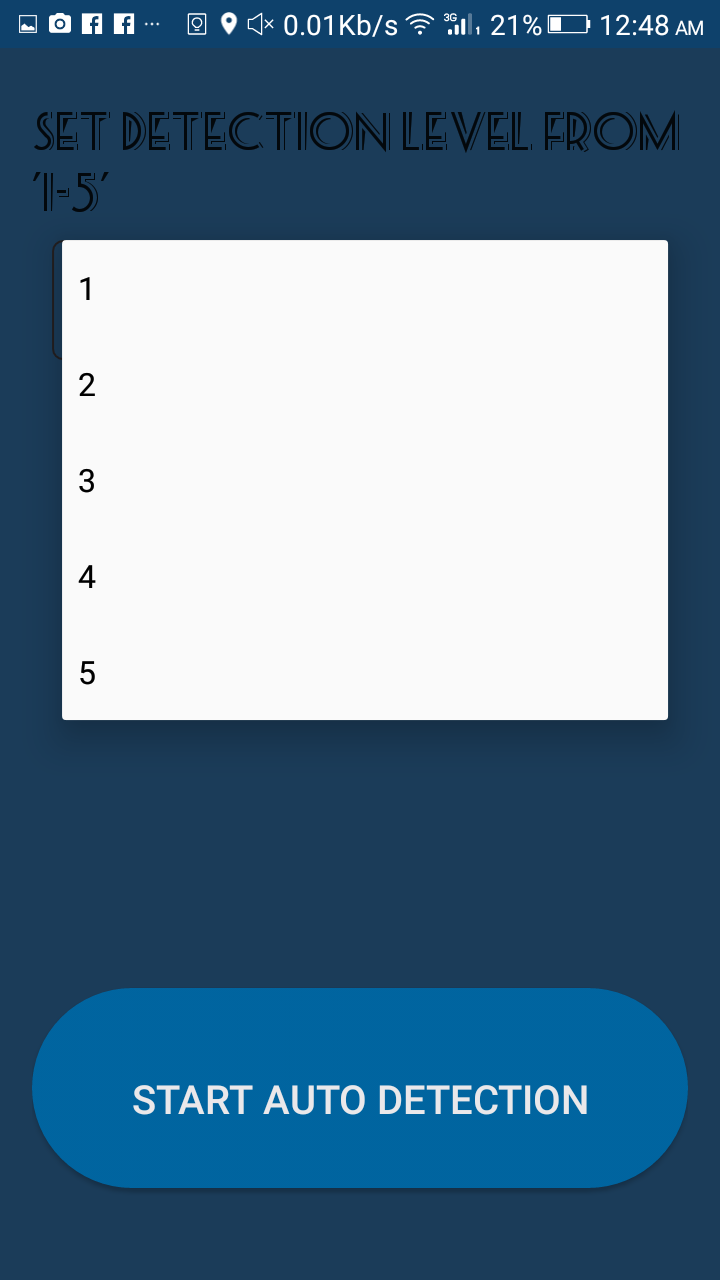 0.01Kb/s 3G 21% 12:48 AM
SET DETECTION LEVEL FROM
'1-5'
1
2
3
4
5
START AUTO DETECTION